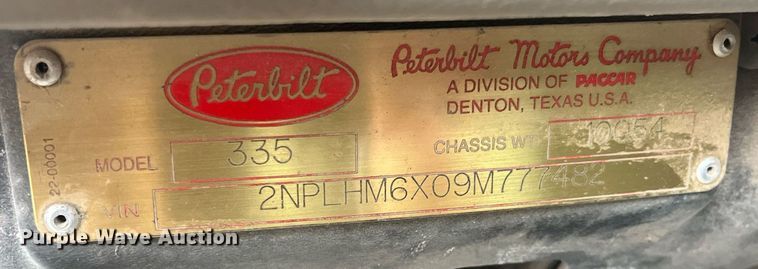 Peterbilt
Peterbilt Motors Company
A DIVISION OF PACCAR
DENTON, TEXAS U.S.A.
MODEL 335
CHASSIS WT 10054
VIN 2NPLHM6X09M777482
22-00001
Purple Wave Auction